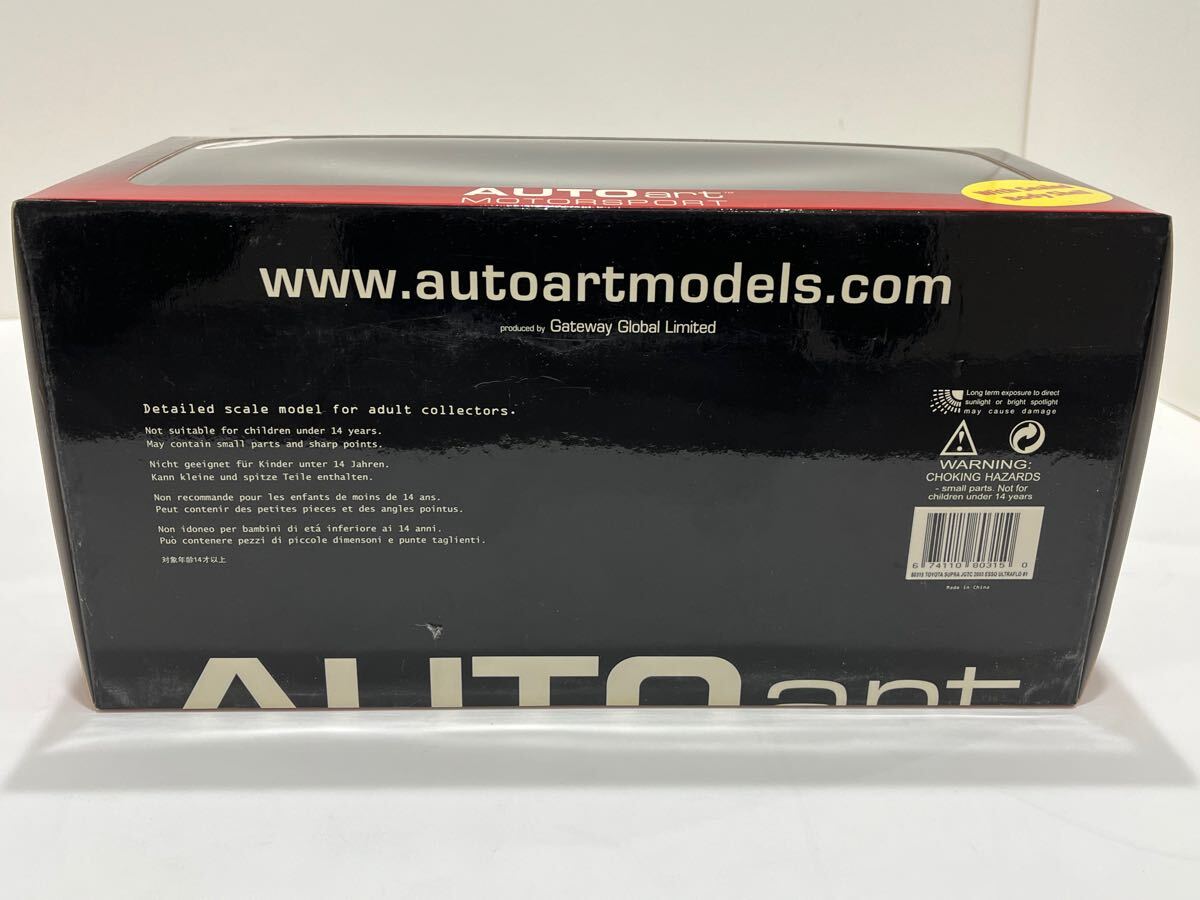 AUTOart™
MOTORSPORT
With Sealed
Body Shell
www.autoartmodels.com
produced by Gateway Global Limited
Detailed scale model for adult collectors.
Not suitable for children under 14 years.
May contain small parts and sharp points.
Nicht geeignet für Kinder unter 14 Jahren.
Kann kleine und spitze Teile enthalten.
Non recommande pour les enfants de moins de 14 ans.
Peut contenir des petites pieces et des angles pointus.
Non idoneo per bambini di etá inferiore ai 14 anni.
Può contenere pezzi di piccole dimensoni e punte taglienti.
対象年齢14才以上
Long term exposure to direct
sunlight or bright spotlight
may cause damage
WARNING:
CHOKING HAZARDS
- small parts. Not for
children under 14 years
6 74110 80315 0
80315 TOYOTA SUPRA JGTC 2003 ESSO ULTRAFLO #1
Made in China
AUTOart